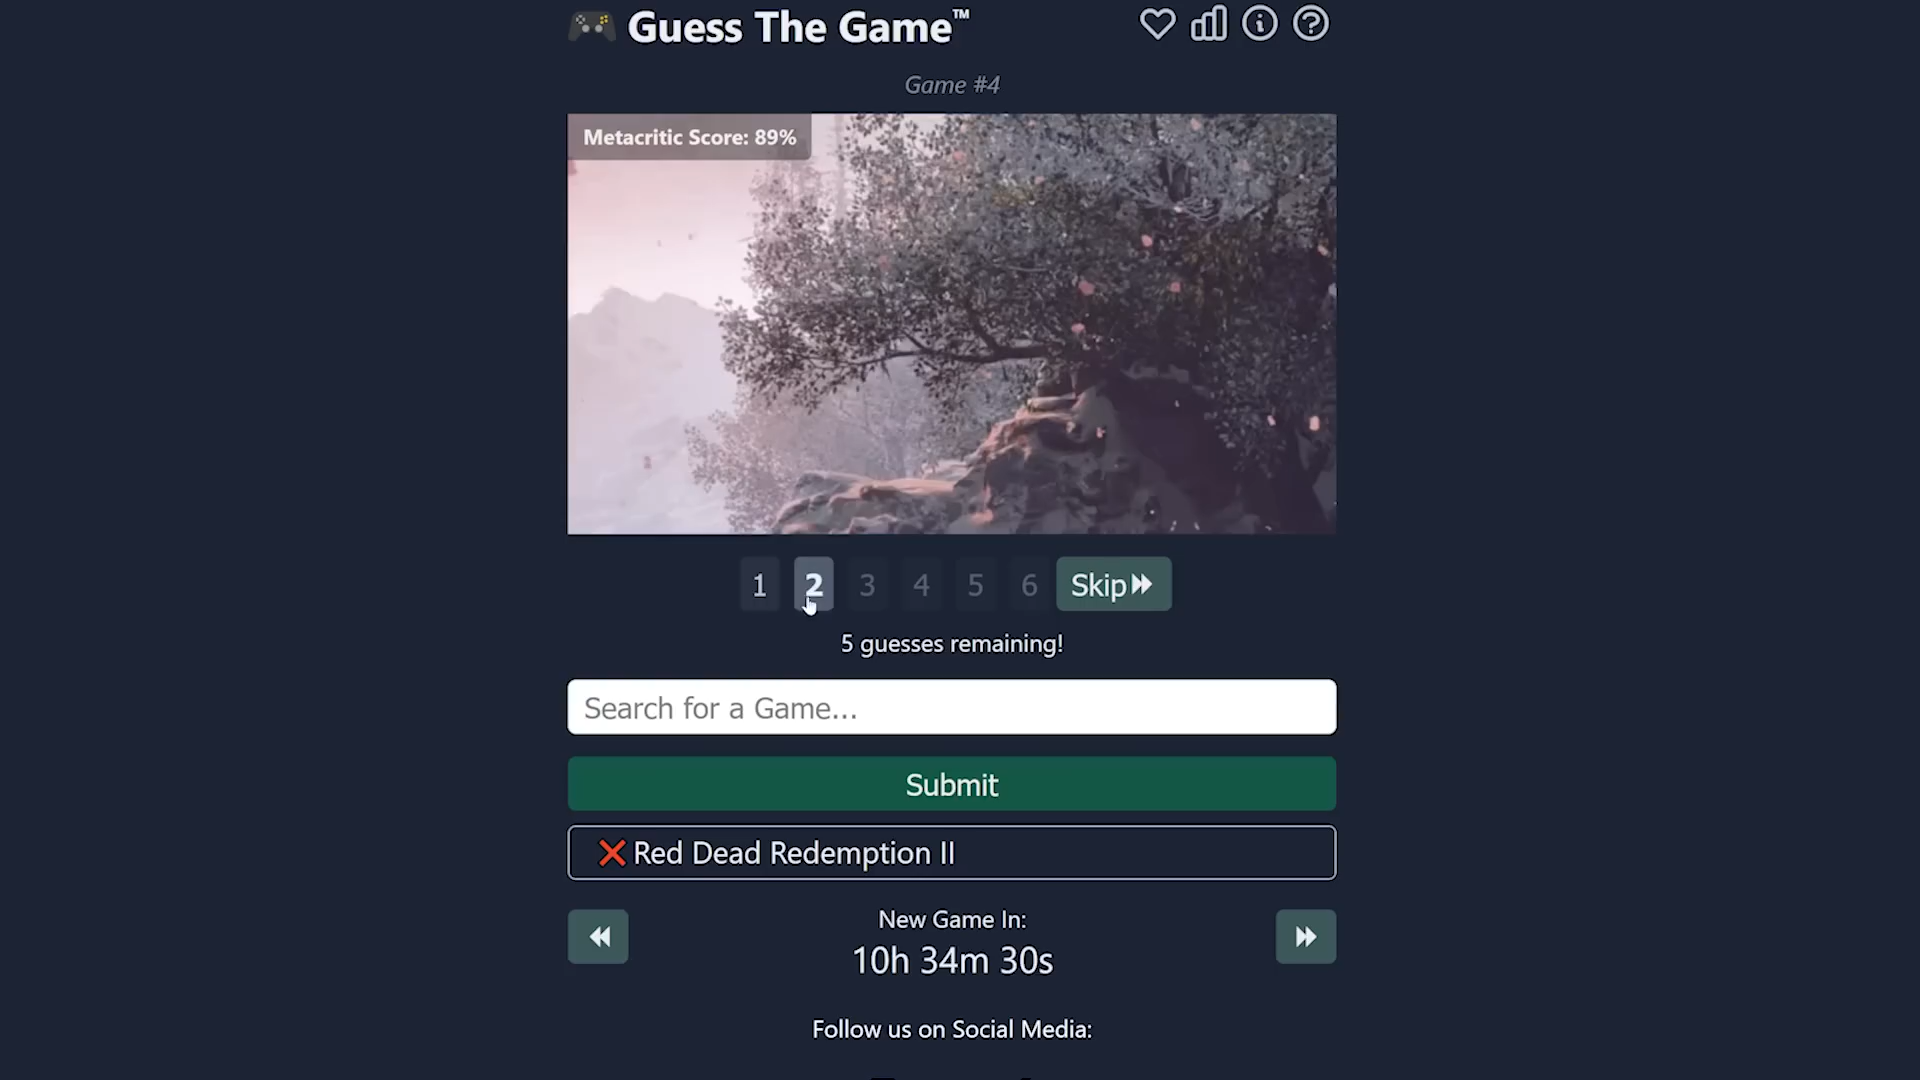 Guess The Game™
Game #4
Metacritic Score: 89%
1 2 3 4 5 6 Skip
5 guesses remaining!
Search for a Game...
Submit
Red Dead Redemption II
New Game In:
10h 34m 30s
Follow us on Social Media: